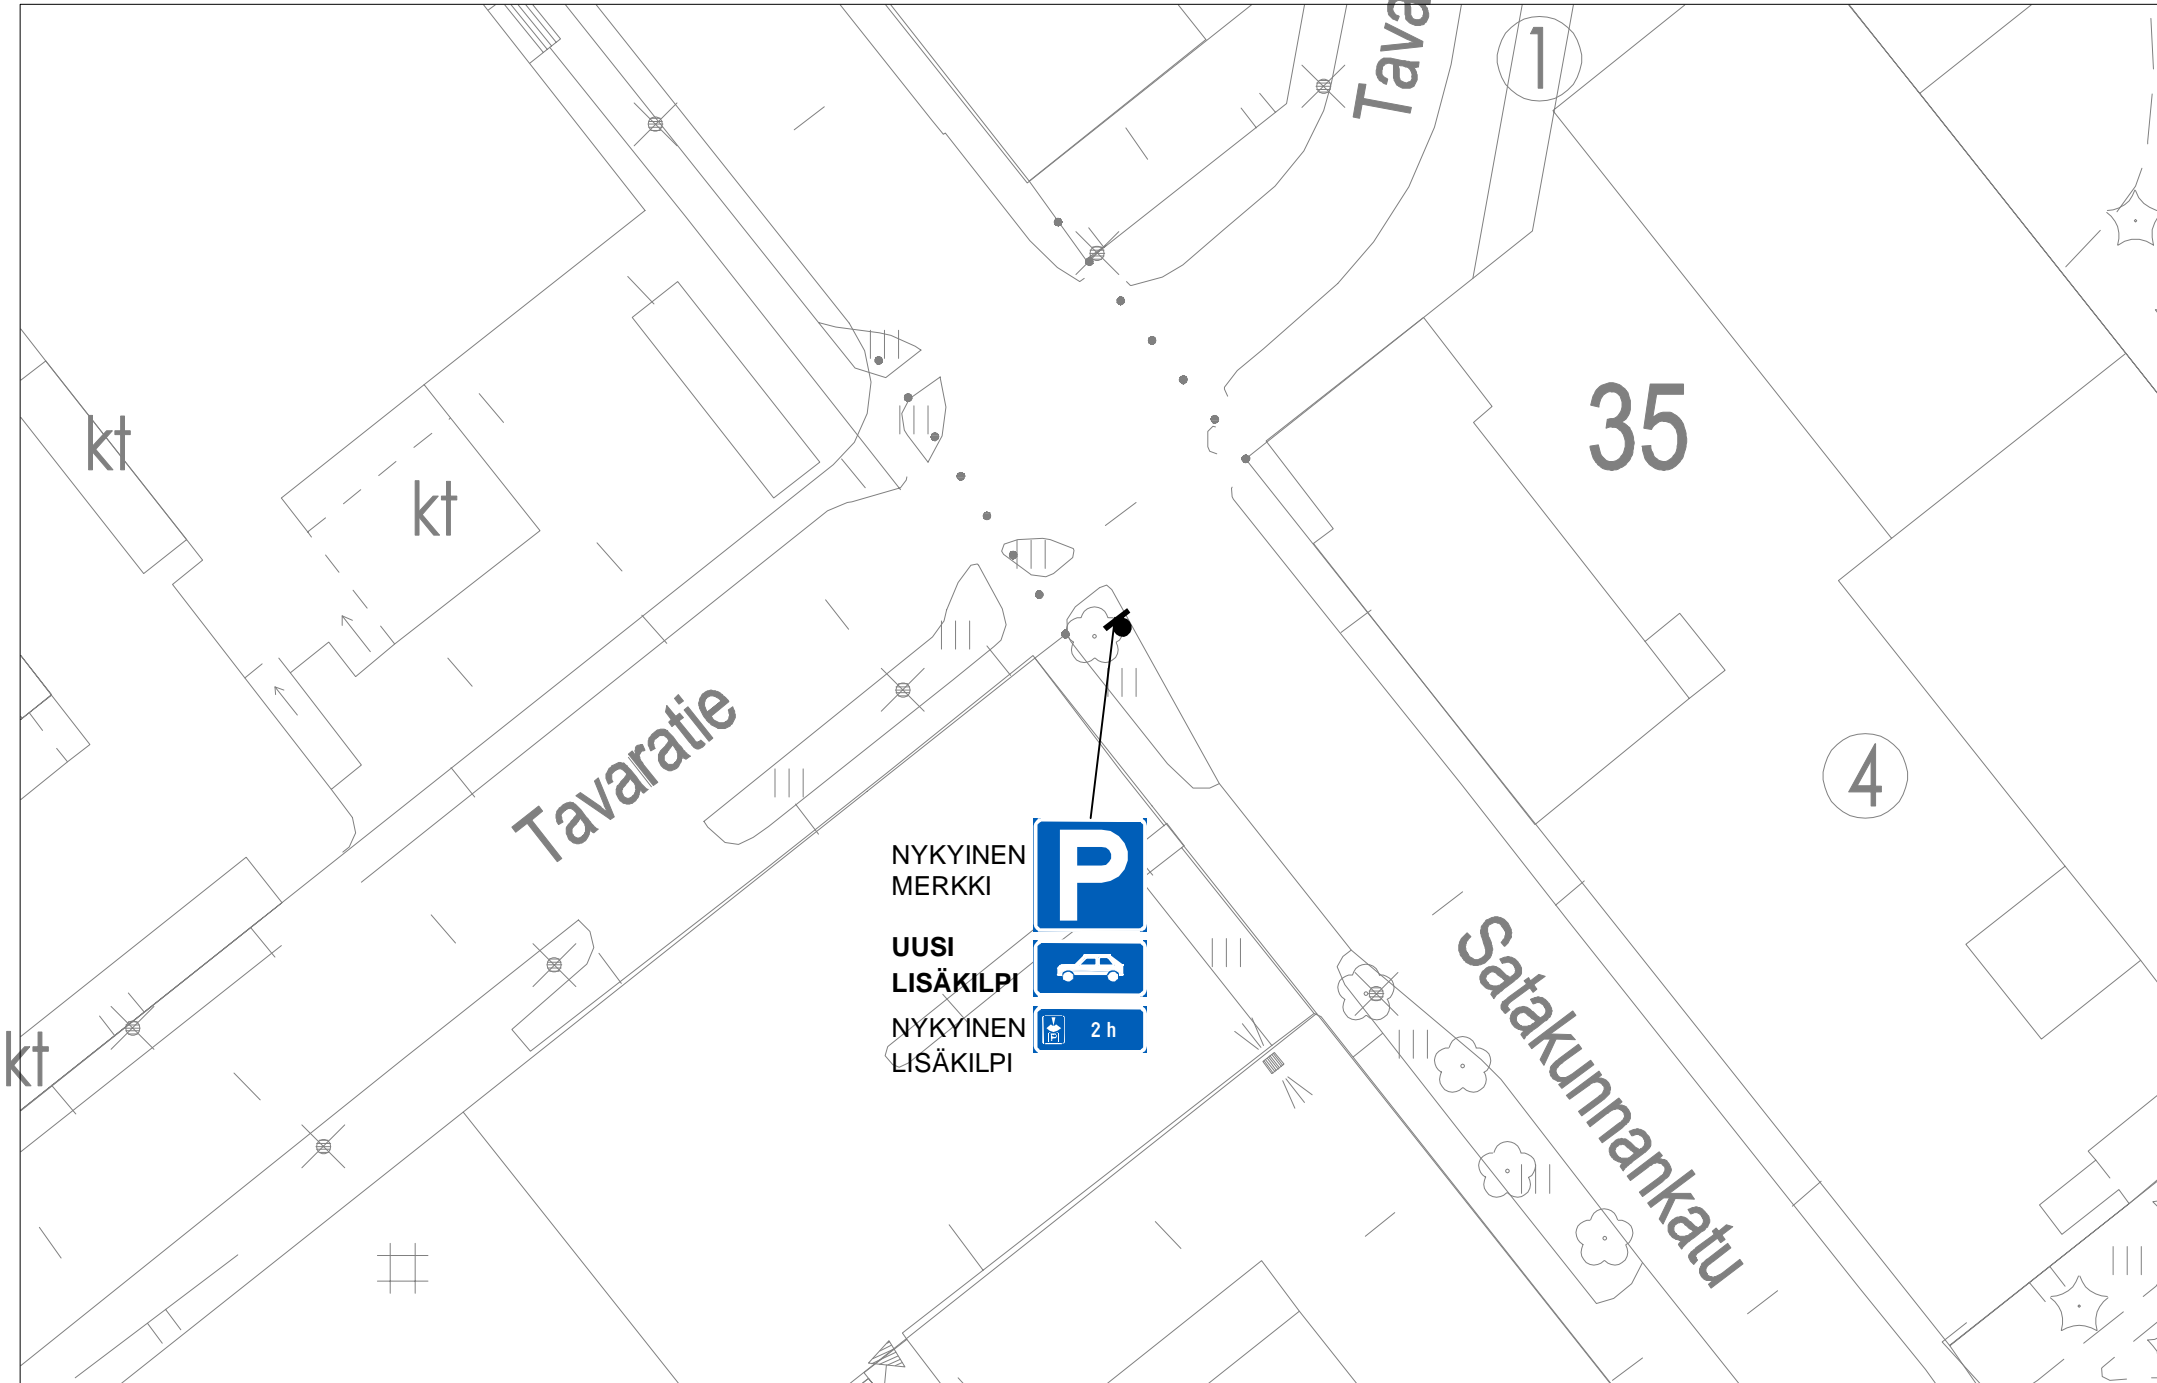 Tava
1
35
kt
kt
Tavaratie
4
NYKYINEN
MERKKI
P
UUSI
LISÄKILPI
NYKYINEN
LISÄKILPI
P 2 h
Satakunnankatu
kt